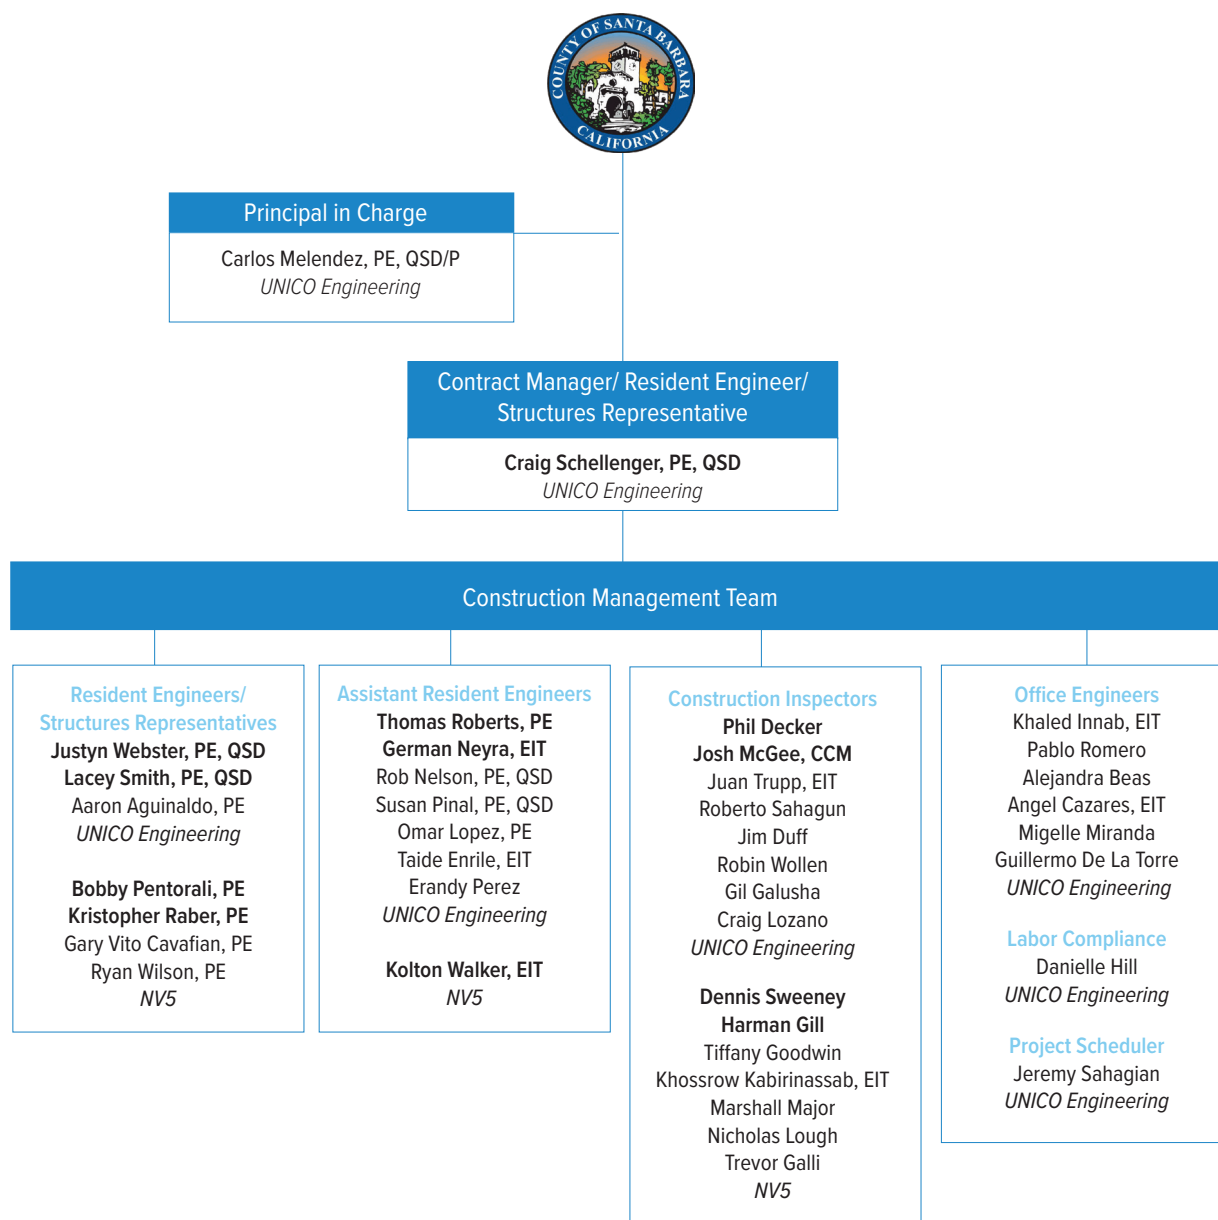 COUNTY OF SANTA BARBARA
CALIFORNIA
Principal in Charge
Carlos Melendez, PE, QSD/P
UNICO Engineering
Contract Manager/ Resident Engineer/
Structures Representative
Craig Schellenger, PE, QSD
UNICO Engineering
Construction Management Team
Resident Engineers/
Structures Representatives
Justyn Webster, PE, QSD
Lacey Smith, PE, QSD
Aaron Aguinaldo, PE
UNICO Engineering
Bobby Pentorali, PE
Kristopher Raber, PE
Gary Vito Cavafian, PE
Ryan Wilson, PE
NV5
Assistant Resident Engineers
Thomas Roberts, PE
German Neyra, EIT
Rob Nelson, PE, QSD
Susan Pinal, PE, QSD
Omar Lopez, PE
Taide Enrile, EIT
Erandy Perez
UNICO Engineering
Kolton Walker, EIT
NV5
Construction Inspectors
Phil Decker
Josh McGee, CCM
Juan Trupp, EIT
Roberto Sahagun
Jim Duff
Robin Wollen
Gil Galusha
Craig Lozano
UNICO Engineering
Dennis Sweeney
Harman Gill
Tiffany Goodwin
Khossrow Kabirinassab, EIT
Marshall Major
Nicholas Lough
Trevor Galli
NV5
Office Engineers
Khaled Innab, EIT
Pablo Romero
Alejandra Beas
Angel Cazares, EIT
Migelle Miranda
Guillermo De La Torre
UNICO Engineering
Labor Compliance
Danielle Hill
UNICO Engineering
Project Scheduler
Jeremy Sahagian
UNICO Engineering